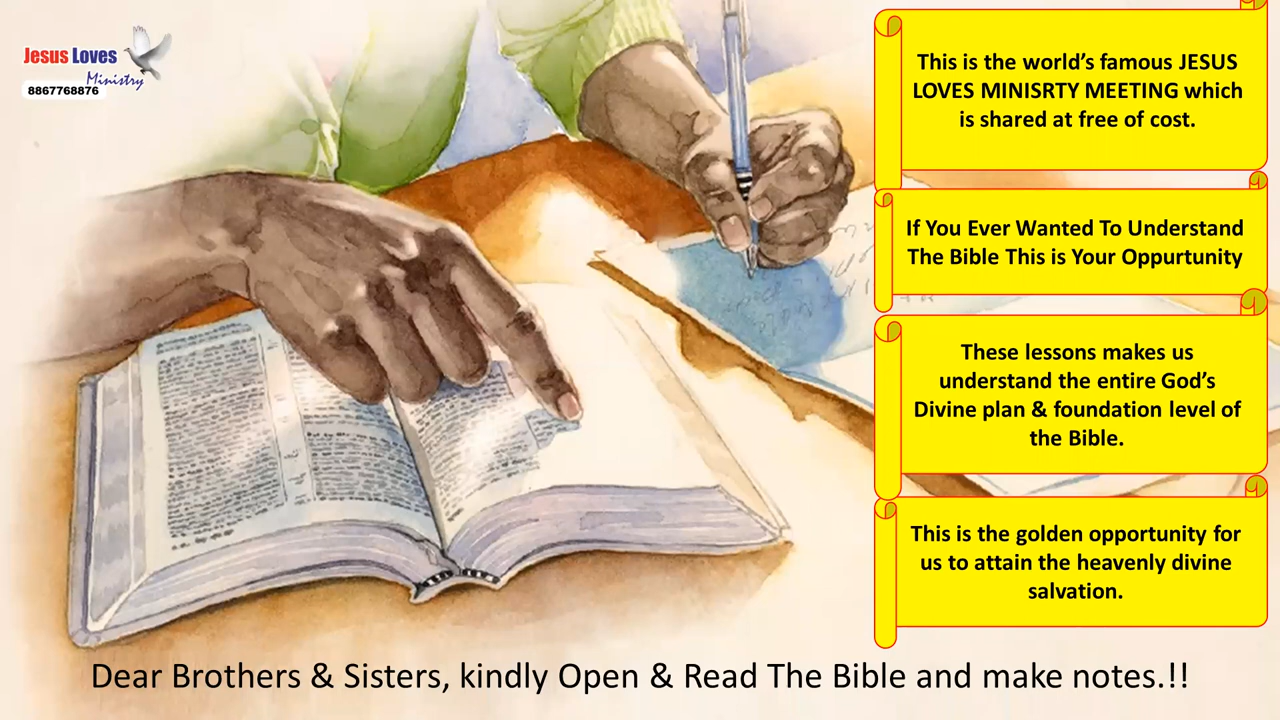 Jesus Loves
Ministry
8867768876
This is the world’s famous JESUS
LOVES MINISRTY MEETING which
is shared at free of cost.
If You Ever Wanted To Understand
The Bible This is Your Oppurtunity
These lessons makes us
understand the entire God’s
Divine plan & foundation level of
the Bible.
This is the golden opportunity for
us to attain the heavenly divine
salvation.
Dear Brothers & Sisters, kindly Open & Read The Bible and make notes.!!